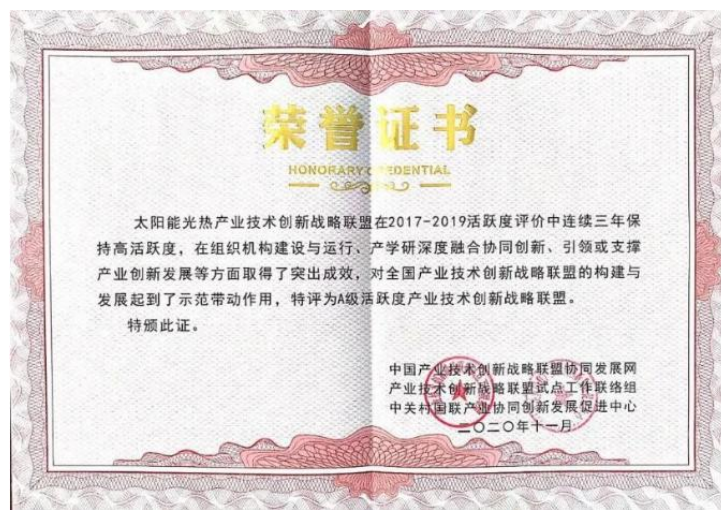 荣誉证书
HONORARY CREDENTIAL
太阳能光热产业技术创新战略联盟在2017-2019活跃度评价中连续三年保
持高活跃度，在组织机构建设与运行、产学研深度融合协同创新、引领或支撑
产业创新发展等方面取得了突出成效，对全国产业技术创新战略联盟的构建与
发展起到了示范带动作用，特评为A级活跃度产业技术创新战略联盟。
特颁此证。
中国产业技术创新战略联盟协同发展网
产业技术创新战略联盟试点工作联络组
中关村国联产业协同创新发展促进中心
二〇二〇年十一月